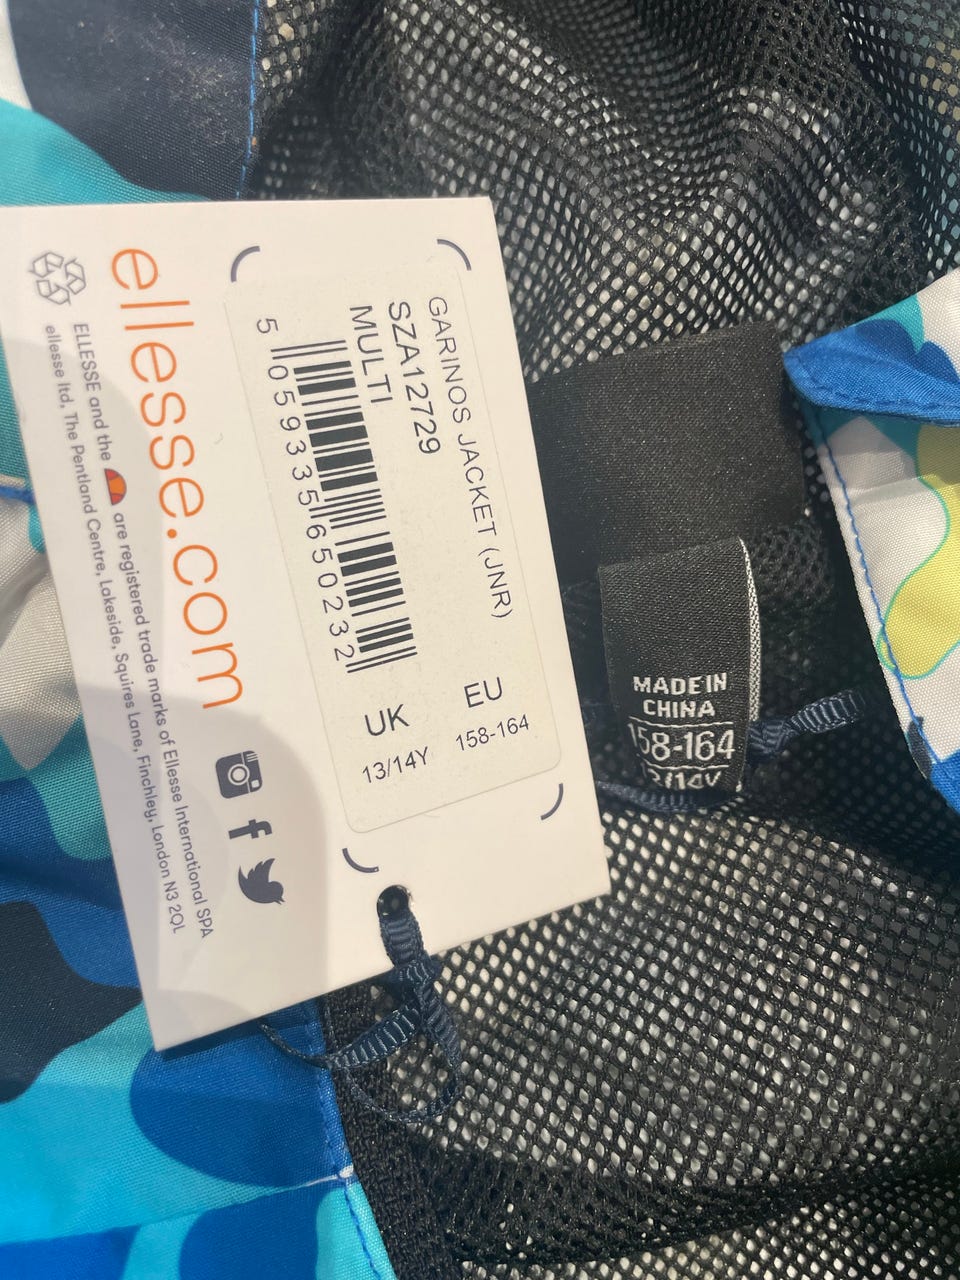 GARINOS JACKET (JNR)
SZA12729
MULTI
5 059335 650232
UK
13/14Y
EU
158-164
ellesse.com
ELLESSE and the are registered trade marks of Ellesse International SPA
ellesse ltd, The Pentland Centre, Lakeside, Squires Lane, Finchley, London N3 2QL
MADE IN
CHINA
158-164
13/14Y